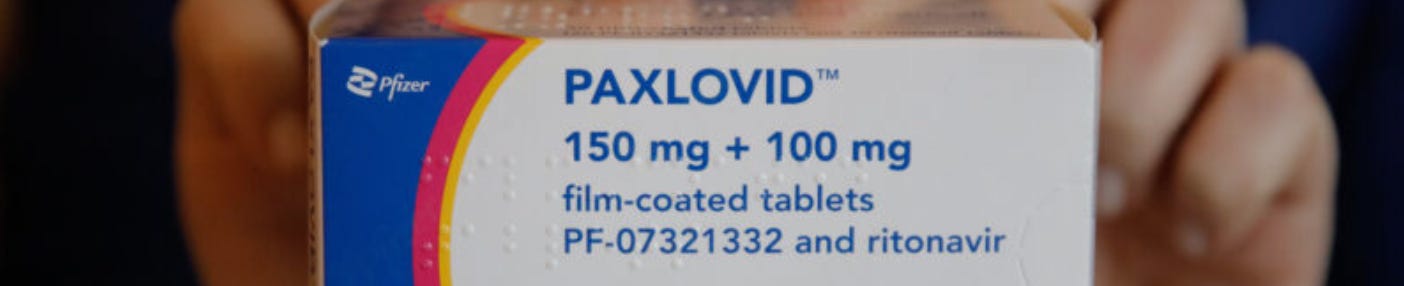 Pfizer
PAXLOVID™
150 mg + 100 mg
film-coated tablets
PF-07321332 and ritonavir